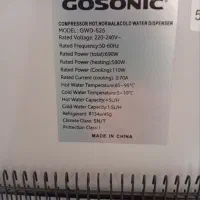 GOSONIC
COMPRESSOR HOT,NORMAL&COLD WATER DISPENSER
MODEL: GWD-526
Rated Voltage: 220-240V~
Rated Frequency:50-60Hz
Rated Power (total):690W
Rated Power (heating):580W
Rated Power (Cooling):110W
Rated Current (cooling): 0.70A
Hot Water Temperature:85~95°C
Cold Water Temperature:5~10°C
Hot Water Capacity:≥5L/H
Cold Water Capacity:
Refrigerant: R134a/45g
Climate Class: SN/T
Protection Class: I
MADE IN CHINA
5